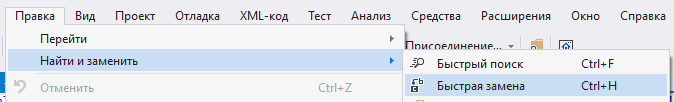 Правка Вид Проект Отладка XML-код Тест Анализ Средства Расширения Окно Справка
Перейти
Присоединение...
Найти и заменить
Быстрый поиск Ctrl+F
Отменить Ctrl+Z
Быстрая замена Ctrl+H